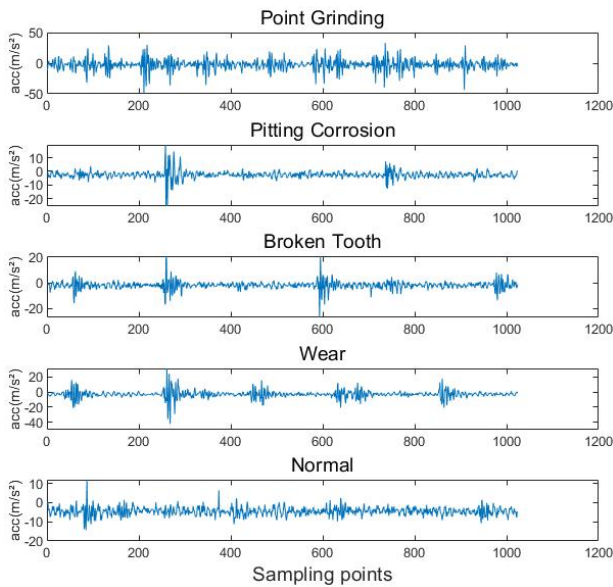 Point Grinding
acc(m/s²)
50
0
-50
0 200 400 600 800 1000 1200
Pitting Corrosion
acc(m/s²)
10
0
-10
-20
0 200 400 600 800 1000 1200
Broken Tooth
acc(m/s²)
20
0
-20
0 200 400 600 800 1000 1200
Wear
acc(m/s²)
20
0
-20
-40
0 200 400 600 800 1000 1200
Normal
acc(m/s²)
10
0
-10
-20
0 200 400 600 800 1000 1200
Sampling points